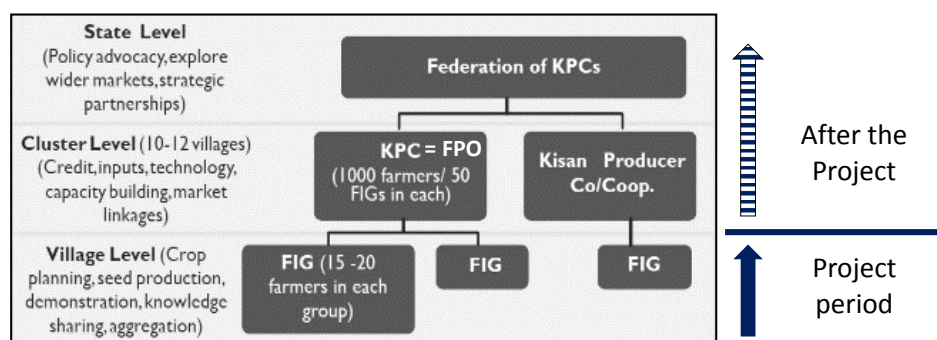 State Level
(Policy advocacy, explore
wider markets, strategic
partnerships)
Federation of KPCs
Cluster Level (10-12 villages)
(Credit, inputs, technology,
capacity building, market
linkages)
KPC = FPO
(1000 farmers/ 50
FIGs in each)
Kisan Producer
Co/Coop.
After the
Project
Village Level (Crop
planning, seed production,
demonstration, knowledge
sharing, aggregation)
FIG (15 -20
farmers in each
group)
FIG
FIG
Project
period